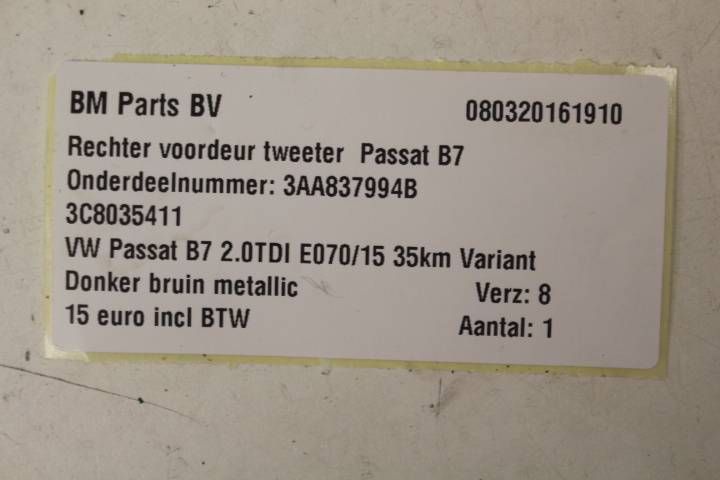 BM Parts BV 080320161910
Rechter voordeur tweeter Passat B7
Onderdeelnummer: 3AA837994B
3C8035411
VW Passat B7 2.0TDI E070/15 35km Variant
Donker bruin metallic Verz: 8
15 euro incl BTW Aantal: 1